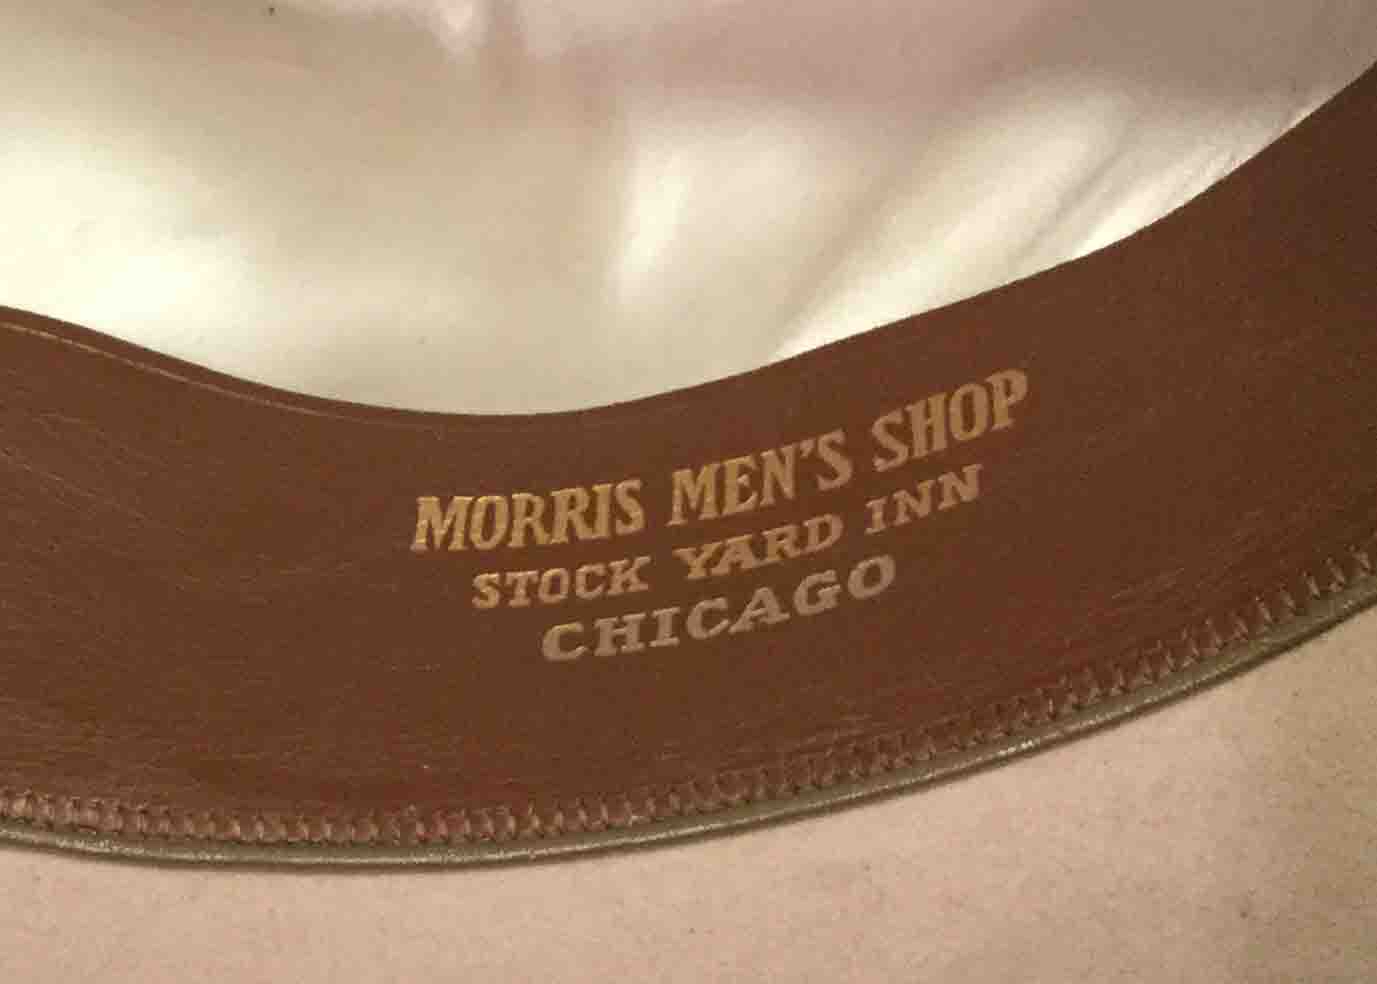 MORRIS MEN'S SHOP
STOCK YARD INN
CHICAGO